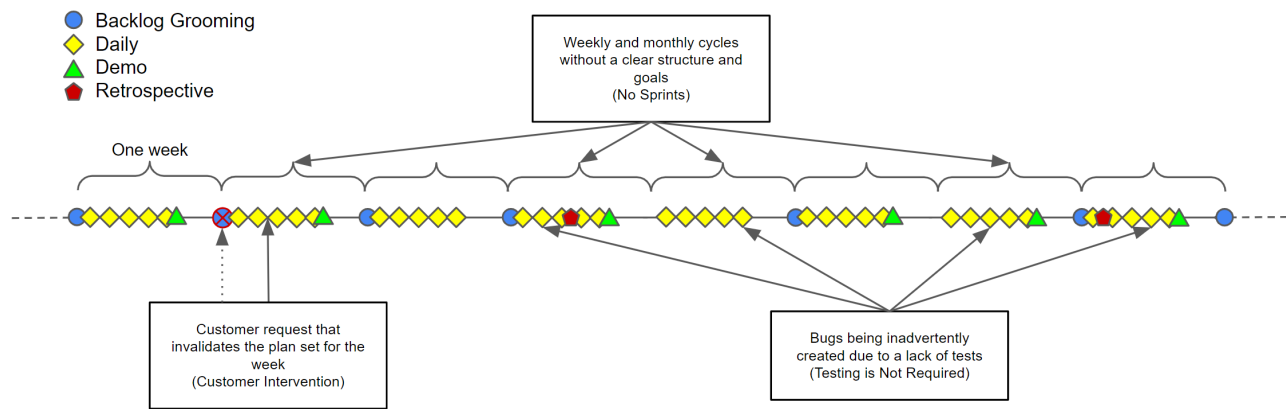 Backlog Grooming
Daily
Demo
Retrospective
Weekly and monthly cycles
without a clear structure and
goals
(No Sprints)
One week
Customer request that
invalidates the plan set for the
week
(Customer Intervention)
Bugs being inadvertently
created due to a lack of tests
(Testing is Not Required)